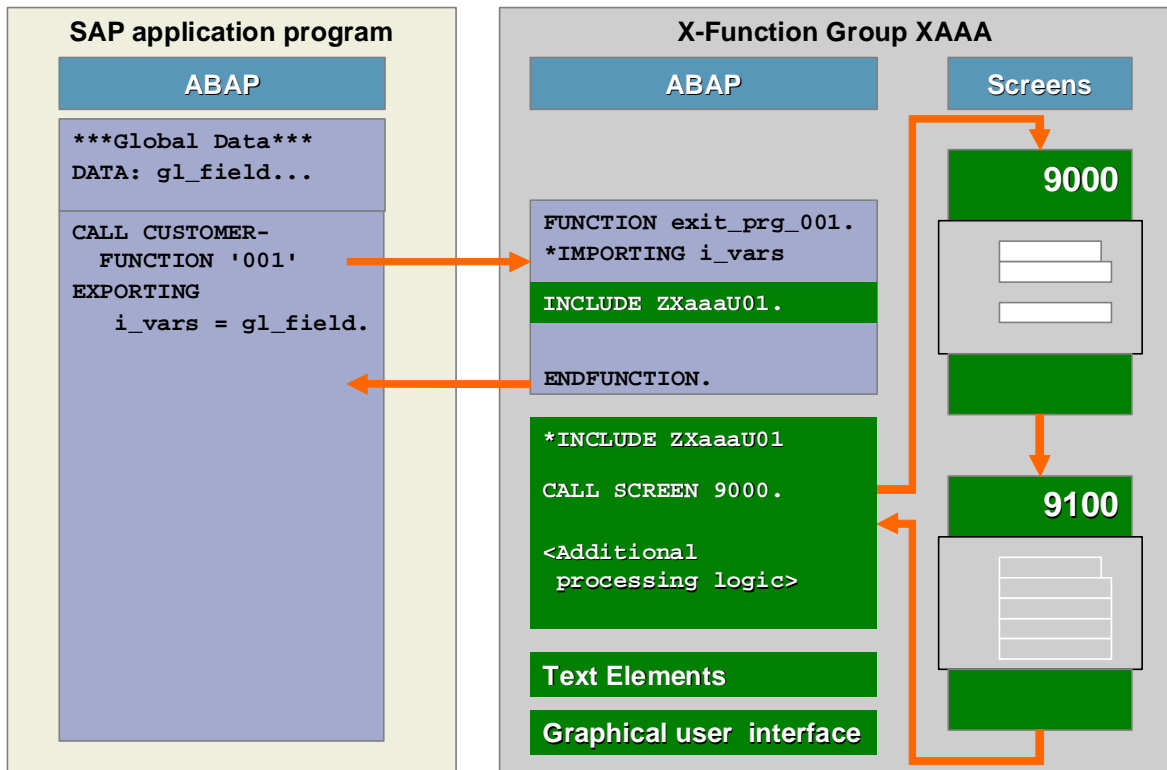 SAP application program
ABAP
***Global Data***
DATA: gl_field...
CALL CUSTOMER-
FUNCTION '001'
EXPORTING
i_vars = gl_field.
X-Function Group XAAA
ABAP
FUNCTION exit_prg_001.
*IMPORTING i_vars
INCLUDE ZXaaaU01.
ENDFUNCTION.
*INCLUDE ZXaaaU01
CALL SCREEN 9000.
<Additional
processing logic>
Text Elements
Graphical user interface
Screens
9000
9100